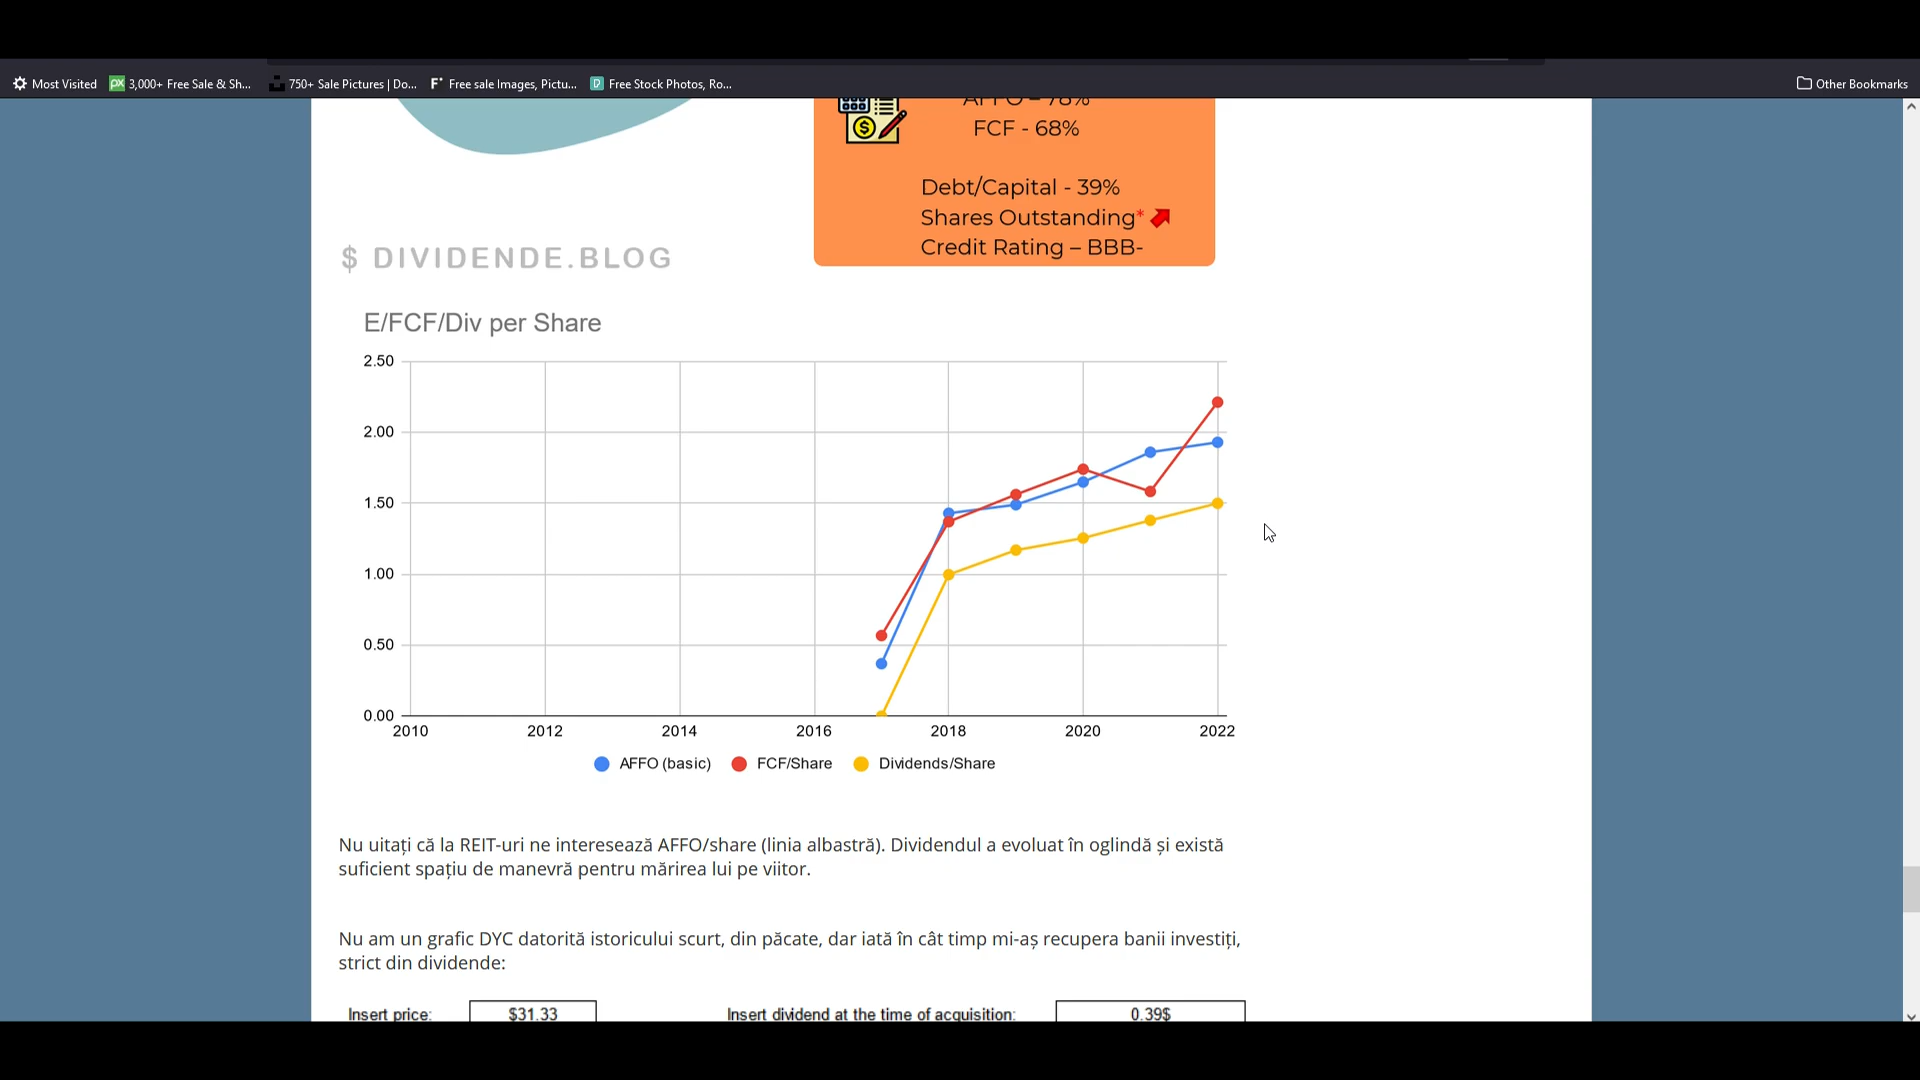 Most Visited
3,000+ Free Sale & Sh...
750+ Sale Pictures | Do...
Free sale Images, Pictu...
Free Stock Photos, Ro...
Other Bookmarks
AFFO – 78%
FCF - 68%
Debt/Capital - 39%
Shares Outstanding*
Credit Rating – BBB-
$ DIVIDENDE.BLOG
E/FCF/Div per Share
2.50
2.00
1.50
1.00
0.50
0.00
2010 2012 2014 2016 2018 2020 2022
AFFO (basic) FCF/Share Dividends/Share
Nu uitați că la REIT-uri ne interesează AFFO/share (linia albastră). Dividendul a evoluat în oglindă și există
suficient spațiu de manevră pentru mărirea lui pe viitor.
Nu am un grafic DYC datorită istoricului scurt, din păcate, dar iată în cât timp mi-aș recupera banii investiți,
strict din dividende:
Insert price: $31.33 Insert dividend at the time of acquisition: 0.39$